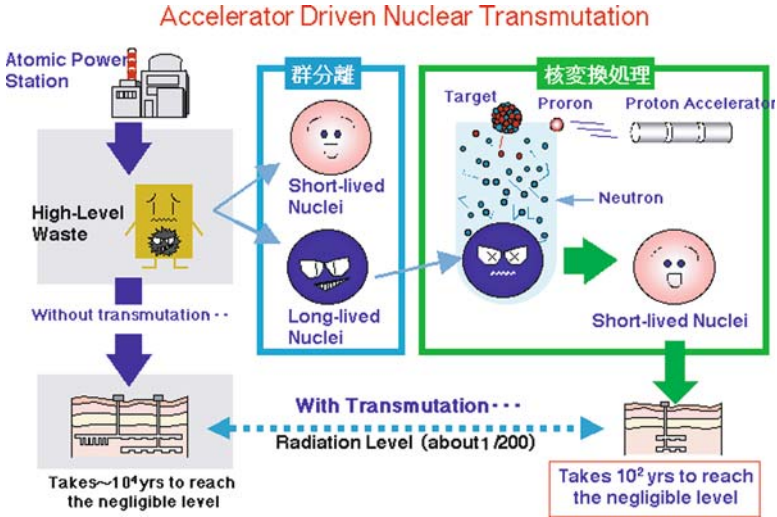 Accelerator Driven Nuclear Transmutation
Atomic Power
Station
High-Level
Waste
Without transmutation··
群分離
Short-lived
Nuclei
Long-lived
Nuclei
核変換処理
Target
Proron
Proton Accelerator
Neutron
Short-lived Nuclei
With Transmutation···
Radiation Level (about 1/200)
Takes~10⁴yrs to reach
the negligible level
Takes 10² yrs to reach
the negligible level